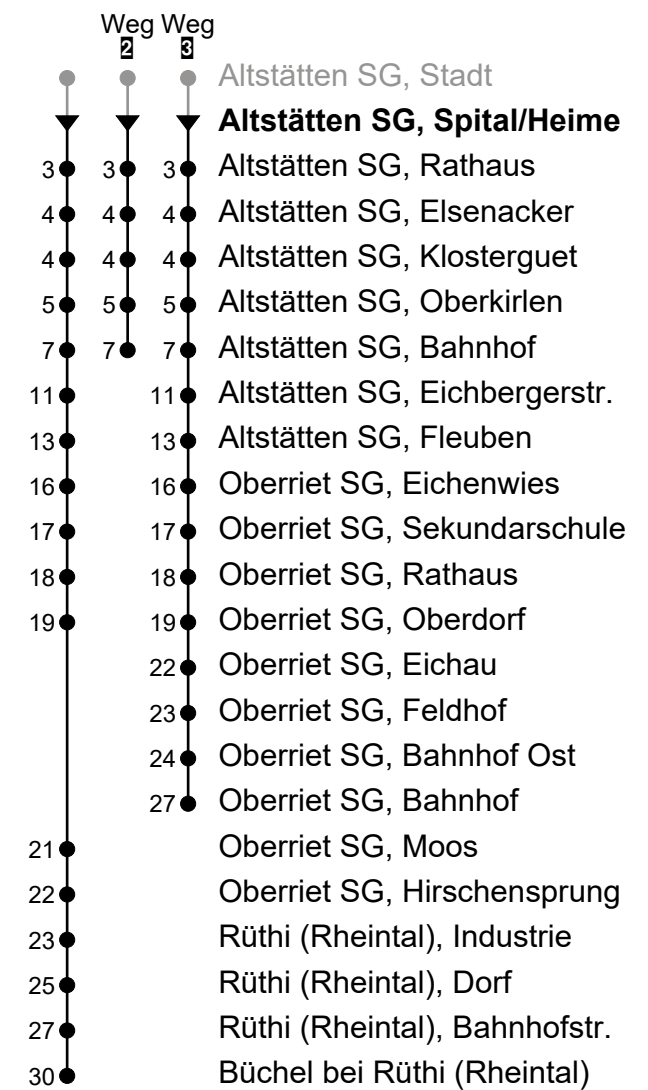 Weg Weg
2 3
Altstätten SG, Stadt
Altstätten SG, Spital/Heime
3 3 3 Altstätten SG, Rathaus
4 4 4 Altstätten SG, Elsenacker
4 4 4 Altstätten SG, Klosterguet
5 5 5 Altstätten SG, Oberkirlen
7 7 7 Altstätten SG, Bahnhof
11 11 Altstätten SG, Eichbergerstr.
13 13 Altstätten SG, Fleuben
16 16 Oberriet SG, Eichenwies
17 17 Oberriet SG, Sekundarschule
18 18 Oberriet SG, Rathaus
19 19 Oberriet SG, Oberdorf
22 Oberriet SG, Eichau
23 Oberriet SG, Feldhof
24 Oberriet SG, Bahnhof Ost
27 Oberriet SG, Bahnhof
21 Oberriet SG, Moos
22 Oberriet SG, Hirschensprung
23 Rüthi (Rheintal), Industrie
25 Rüthi (Rheintal), Dorf
27 Rüthi (Rheintal), Bahnhofstr.
30 Büchel bei Rüthi (Rheintal)